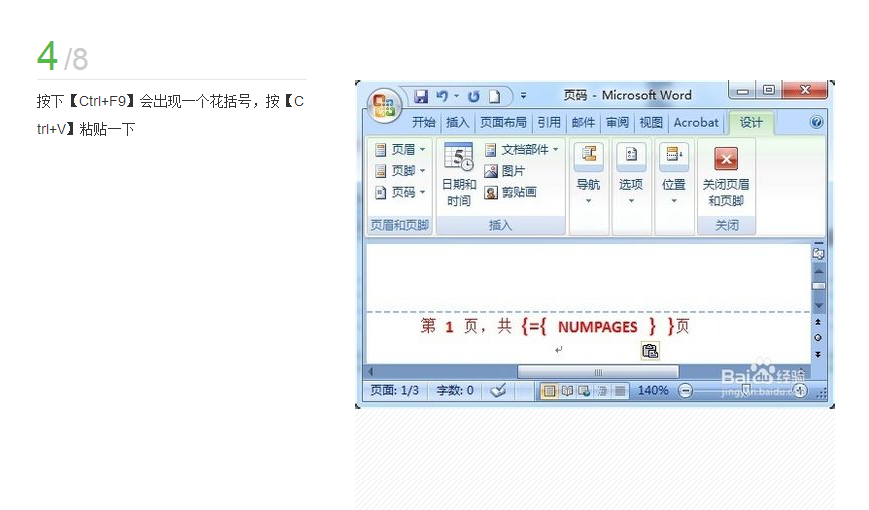 4/8
按下【Ctrl+F9】会出现一个花括号，按【C
trl+V】粘贴一下
页码 - Microsoft Word
开始 插入 页面布局 引用 邮件 审阅 视图 Acrobat 设计
页眉
页脚
页码
页眉和页脚
5
日期和
时间
文档部件
图片
剪贴画
插入
导航
选项
位置
关闭页眉
和页脚
关闭
第 1 页，共 {={ NUMPAGES } }页
Baidu 经验
jingyan.baidu.com
页面: 1/3 字数: 0 140%